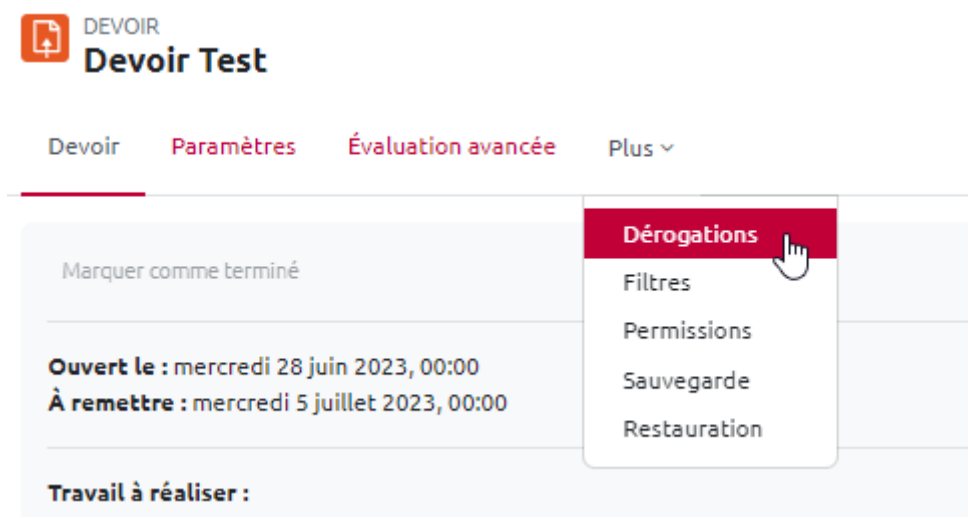 DEVOIR
Devoir Test
Devoir Paramètres Évaluation avancée Plus
Dérogations
Filtres
Permissions
Sauvegarde
Restauration
Marquer comme terminé
Ouvert le : mercredi 28 juin 2023, 00:00
À remettre : mercredi 5 juillet 2023, 00:00
Travail à réaliser :